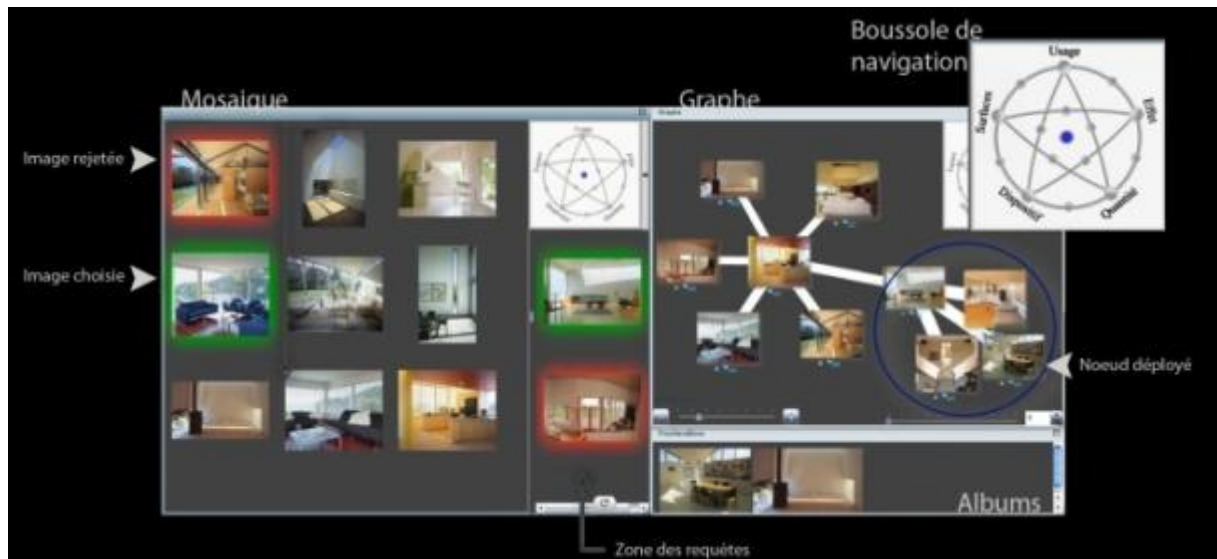 Boussole de
navigation
Usage
Effet
Surfaces
Dispositif
Quantité
Mosaique
Graphe
Image rejetée
Image choisie
Noeud déployé
Albums
Zone des requètes